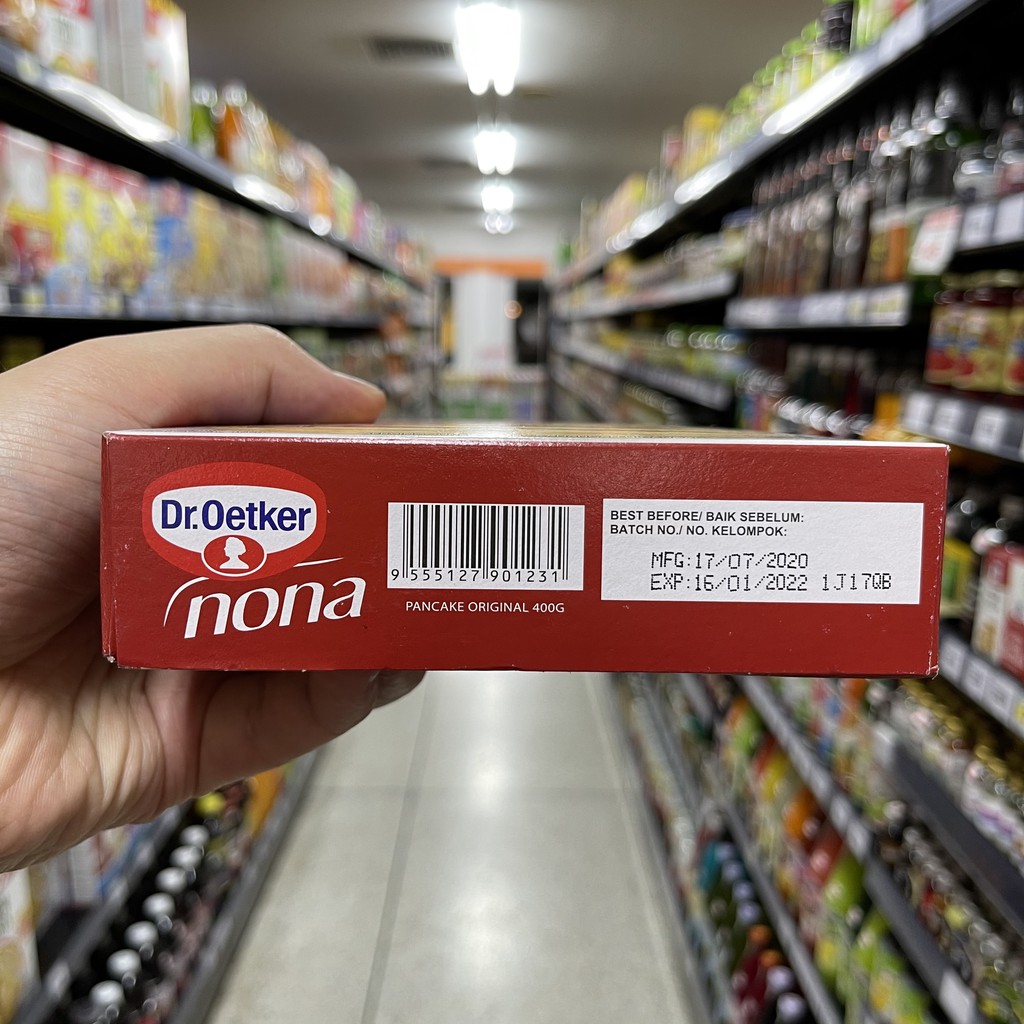 Dr. Oetker
nona
9 555127 901231
PANCAKE ORIGINAL 400G
BEST BEFORE/ BAIK SEBELUM:
BATCH NO./ NO. KELOMPOK:
MFG:17/07/2020
EXP:16/01/2022 1J17QB